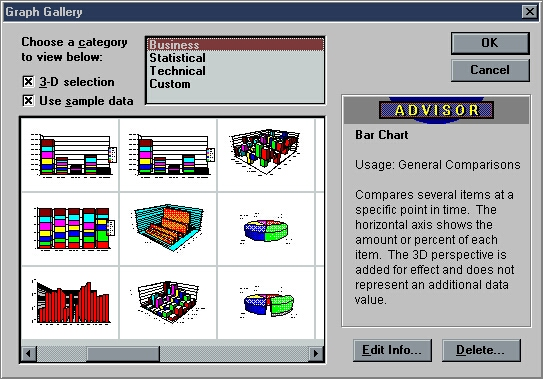 Graph Gallery
Choose a category
to view below:
3-D selection
Use sample data
Business
Statistical
Technical
Custom
OK
Cancel
ADVISOR
Bar Chart
Usage: General Comparisons
Compares several items at a
specific point in time. The
horizontal axis shows the
amount or percent of each
item. The 3D perspective is
added for effect and does not
represent an additional data
value.
Edit Info...
Delete...